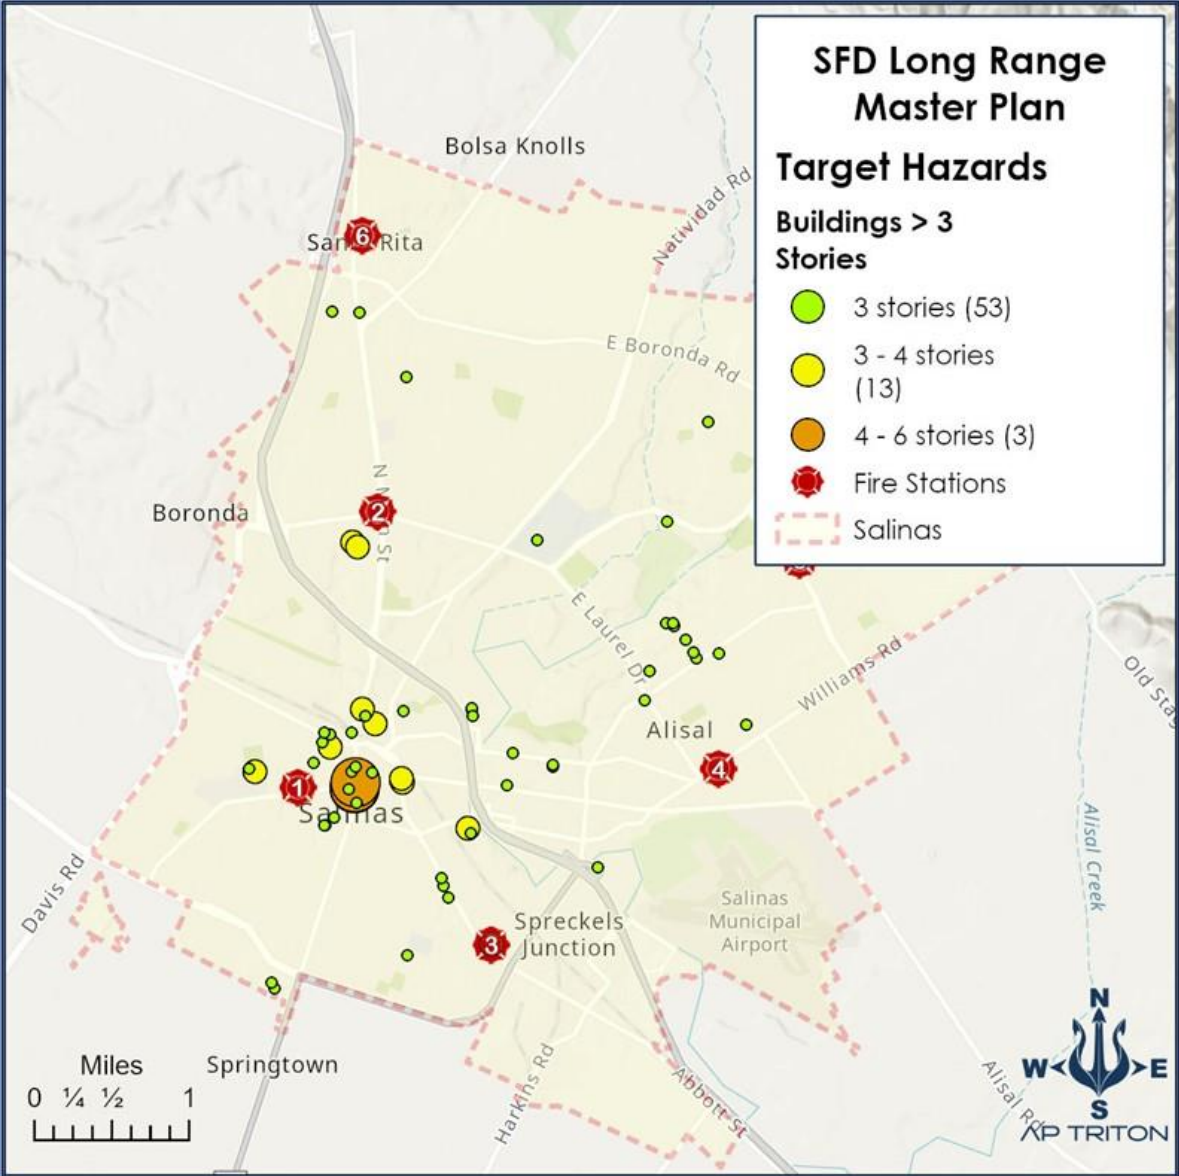 SFD Long Range
Master Plan
Target Hazards
Buildings > 3
Stories
3 stories (53)
3 - 4 stories
(13)
4 - 6 stories (3)
Fire Stations
Salinas
Bolsa Knolls
Natividad Rd
6
Rita
E Boronda Rd
N
St
Boronda
2
E Laurel Dr
Williams Rd
Alisal
4
1
Salinas
Davis Rd
Alisal Creek
Salinas
Municipal
Airport
Spreckels
Junction
3
Springtown
Harkins Rd
Abbott St
Alisal Rd
Miles
0 ¼ ½ 1
N
W E
S
AP TRITON